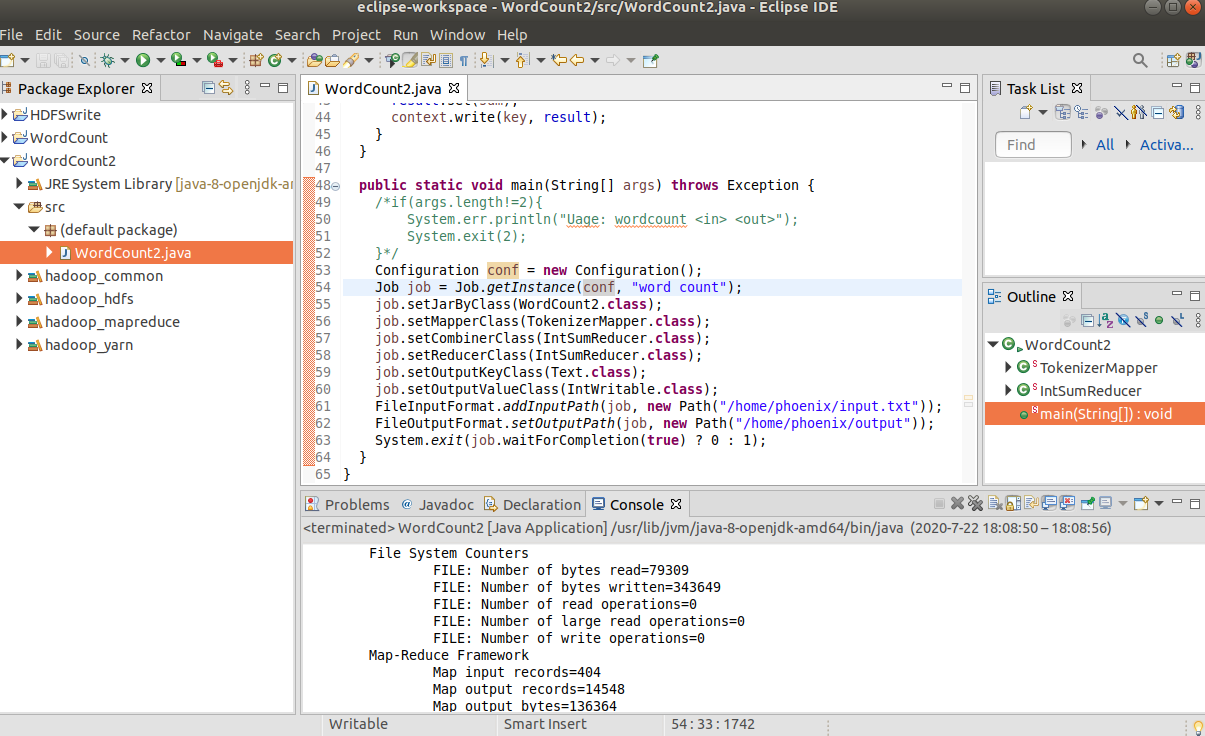 eclipse-workspace - WordCount2/src/WordCount2.java - Eclipse IDE
File Edit Source Refactor Navigate Search Project Run Window Help
Package Explorer
HDFSwrite
WordCount
WordCount2
JRE System Library [java-8-openjdk-am
src
(default package)
WordCount2.java
hadoop_common
hadoop_hdfs
hadoop_mapreduce
hadoop_yarn
WordCount2.java
44 context.write(key, result);
45 }
46 }
47
48 public static void main(String[] args) throws Exception {
49 /*if(args.length!=2){
50 System.err.println("Uage: wordcount <in> <out>");
51 System.exit(2);
52 }*/
53 Configuration conf = new Configuration();
54 Job job = Job.getInstance(conf, "word count");
55 job.setJarByClass(WordCount2.class);
56 job.setMapperClass(TokenizerMapper.class);
57 job.setCombinerClass(IntSumReducer.class);
58 job.setReducerClass(IntSumReducer.class);
59 job.setOutputKeyClass(Text.class);
60 job.setOutputValueClass(IntWritable.class);
61 FileInputFormat.addInputPath(job, new Path("/home/phoenix/input.txt"));
62 FileOutputFormat.setOutputPath(job, new Path("/home/phoenix/output"));
63 System.exit(job.waitForCompletion(true) ? 0 : 1);
64 }
65 }
Task List
Find All Activa...
Outline
WordCount2
TokenizerMapper
IntSumReducer
main(String[]) : void
Problems @ Javadoc Declaration Console
<terminated> WordCount2 [Java Application] /usr/lib/jvm/java-8-openjdk-amd64/bin/java (2020-7-22 18:08:50 – 18:08:56)
File System Counters
FILE: Number of bytes read=79309
FILE: Number of bytes written=343649
FILE: Number of read operations=0
FILE: Number of large read operations=0
FILE: Number of write operations=0
Map-Reduce Framework
Map input records=404
Map output records=14548
Map output bytes=136364
Writable Smart Insert 54 : 33 : 1742